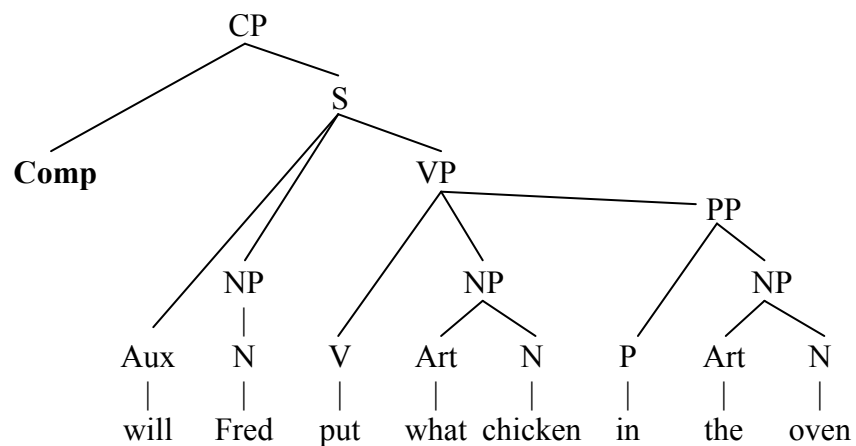 CP
S
Comp
VP
PP
NP NP NP
Aux N V Art N P Art N
will Fred put what chicken in the oven